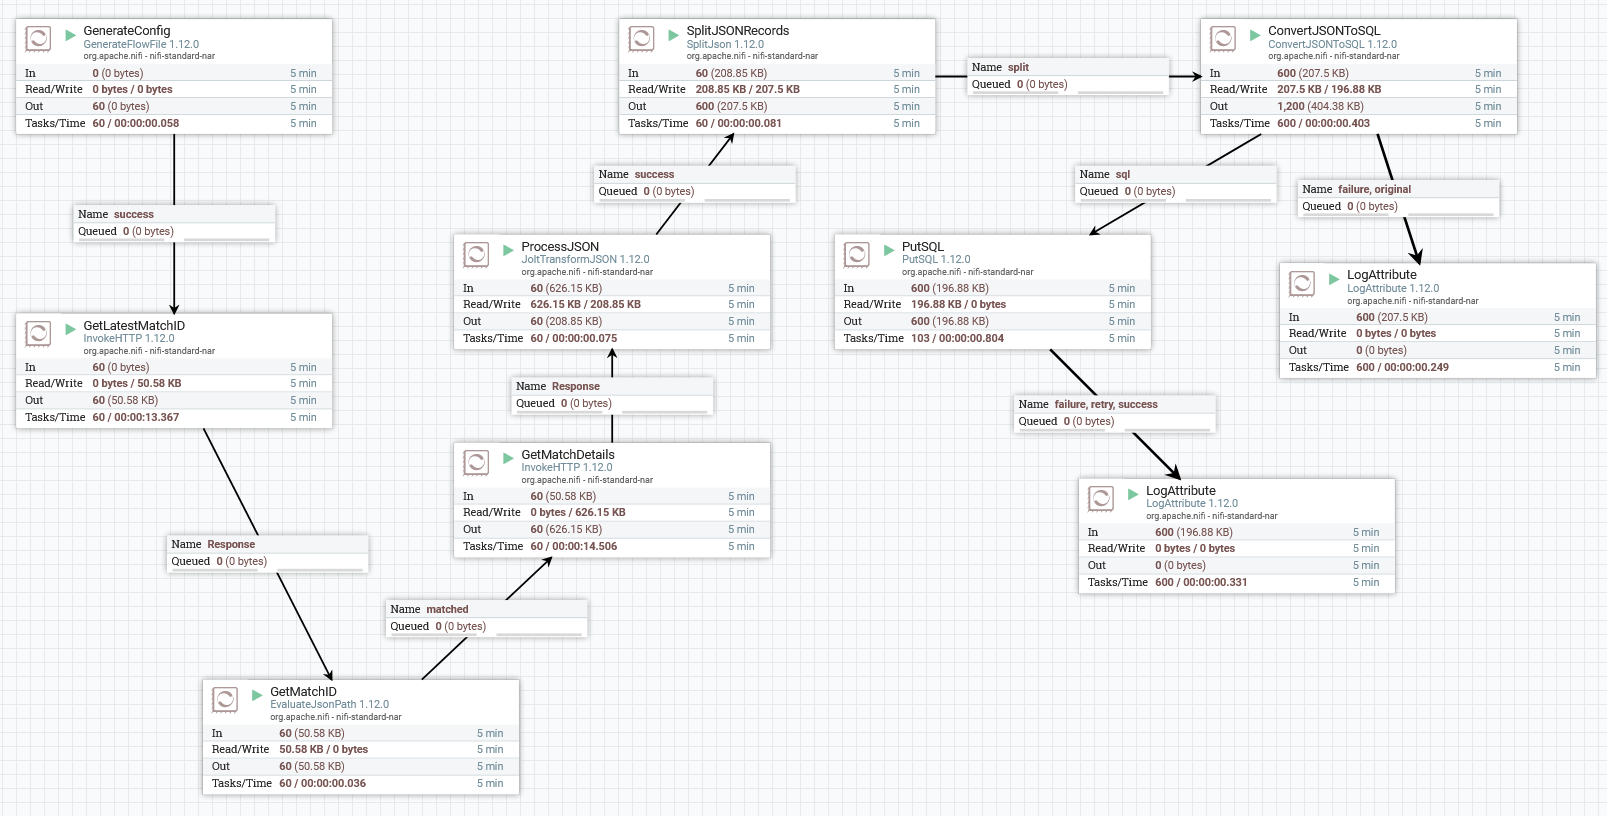 GenerateConfig
GenerateFlowFile 1.12.0
org.apache.nifi - nifi-standard-nar
In 0 (0 bytes) 5 min
Read/Write 0 bytes / 0 bytes 5 min
Out 60 (0 bytes) 5 min
Tasks/Time 60 / 00:00:00.058 5 min
Name success
Queued 0 (0 bytes)
GetLatestMatchID
InvokeHTTP 1.12.0
org.apache.nifi - nifi-standard-nar
In 60 (0 bytes) 5 min
Read/Write 0 bytes / 50.58 KB 5 min
Out 60 (50.58 KB) 5 min
Tasks/Time 60 / 00:00:13.367 5 min
Name Response
Queued 0 (0 bytes)
GetMatchID
EvaluateJsonPath 1.12.0
org.apache.nifi - nifi-standard-nar
In 60 (50.58 KB) 5 min
Read/Write 50.58 KB / 0 bytes 5 min
Out 60 (50.58 KB) 5 min
Tasks/Time 60 / 00:00:00.036 5 min
Name matched
Queued 0 (0 bytes)
GetMatchDetails
InvokeHTTP 1.12.0
org.apache.nifi - nifi-standard-nar
In 60 (50.58 KB) 5 min
Read/Write 0 bytes / 626.15 KB 5 min
Out 60 (626.15 KB) 5 min
Tasks/Time 60 / 00:00:14.506 5 min
Name Response
Queued 0 (0 bytes)
ProcessJSON
JoltTransformJSON 1.12.0
org.apache.nifi - nifi-standard-nar
In 60 (626.15 KB) 5 min
Read/Write 626.15 KB / 208.85 KB 5 min
Out 60 (208.85 KB) 5 min
Tasks/Time 60 / 00:00:00.075 5 min
Name success
Queued 0 (0 bytes)
SplitJSONRecords
SplitJson 1.12.0
org.apache.nifi - nifi-standard-nar
In 60 (208.85 KB) 5 min
Read/Write 208.85 KB / 207.5 KB 5 min
Out 600 (207.5 KB) 5 min
Tasks/Time 60 / 00:00:00.081 5 min
Name split
Queued 0 (0 bytes)
ConvertJSONToSQL
ConvertJSONToSQL 1.12.0
org.apache.nifi - nifi-standard-nar
In 600 (207.5 KB) 5 min
Read/Write 207.5 KB / 196.88 KB 5 min
Out 1,200 (404.38 KB) 5 min
Tasks/Time 600 / 00:00:00.403 5 min
Name sql
Queued 0 (0 bytes)
Name failure, original
Queued 0 (0 bytes)
PutSQL
PutSQL 1.12.0
org.apache.nifi - nifi-standard-nar
In 600 (196.88 KB) 5 min
Read/Write 196.88 KB / 0 bytes 5 min
Out 600 (196.88 KB) 5 min
Tasks/Time 103 / 00:00:00.804 5 min
LogAttribute
LogAttribute 1.12.0
org.apache.nifi - nifi-standard-nar
In 600 (207.5 KB) 5 min
Read/Write 0 bytes / 0 bytes 5 min
Out 0 (0 bytes) 5 min
Tasks/Time 600 / 00:00:00.249 5 min
Name failure, retry, success
Queued 0 (0 bytes)
LogAttribute
LogAttribute 1.12.0
org.apache.nifi - nifi-standard-nar
In 600 (196.88 KB) 5 min
Read/Write 0 bytes / 0 bytes 5 min
Out 0 (0 bytes) 5 min
Tasks/Time 600 / 00:00:00.331 5 min